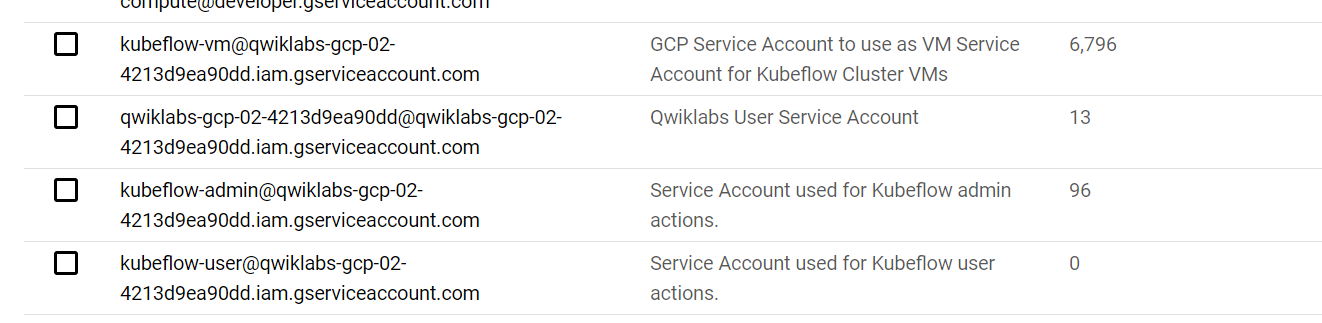 compute@developer.gserviceaccount.com
kubeflow-vm@qwiklabs-gcp-02- GCP Service Account to use as VM Service 6,796
4213d9ea90dd.iam.gserviceaccount.com Account for Kubeflow Cluster VMs
qwiklabs-gcp-02-4213d9ea90dd@qwiklabs-gcp-02- Qwiklabs User Service Account 13
4213d9ea90dd.iam.gserviceaccount.com
kubeflow-admin@qwiklabs-gcp-02- Service Account used for Kubeflow admin 96
4213d9ea90dd.iam.gserviceaccount.com actions.
kubeflow-user@qwiklabs-gcp-02- Service Account used for Kubeflow user 0
4213d9ea90dd.iam.gserviceaccount.com actions.